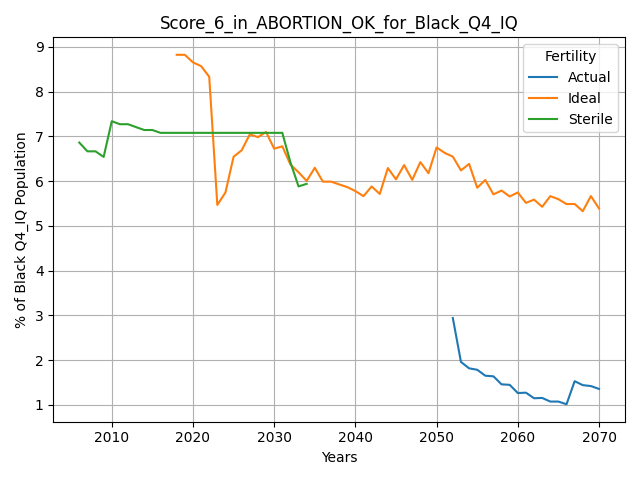 Score_6_in_ABORTION_OK_for_Black_Q4_IQ
% of Black Q4_IQ Population
9
8
7
6
5
4
3
2
1
Fertility
Actual
Ideal
Sterile
2010 2020 2030 2040 2050 2060 2070
Years